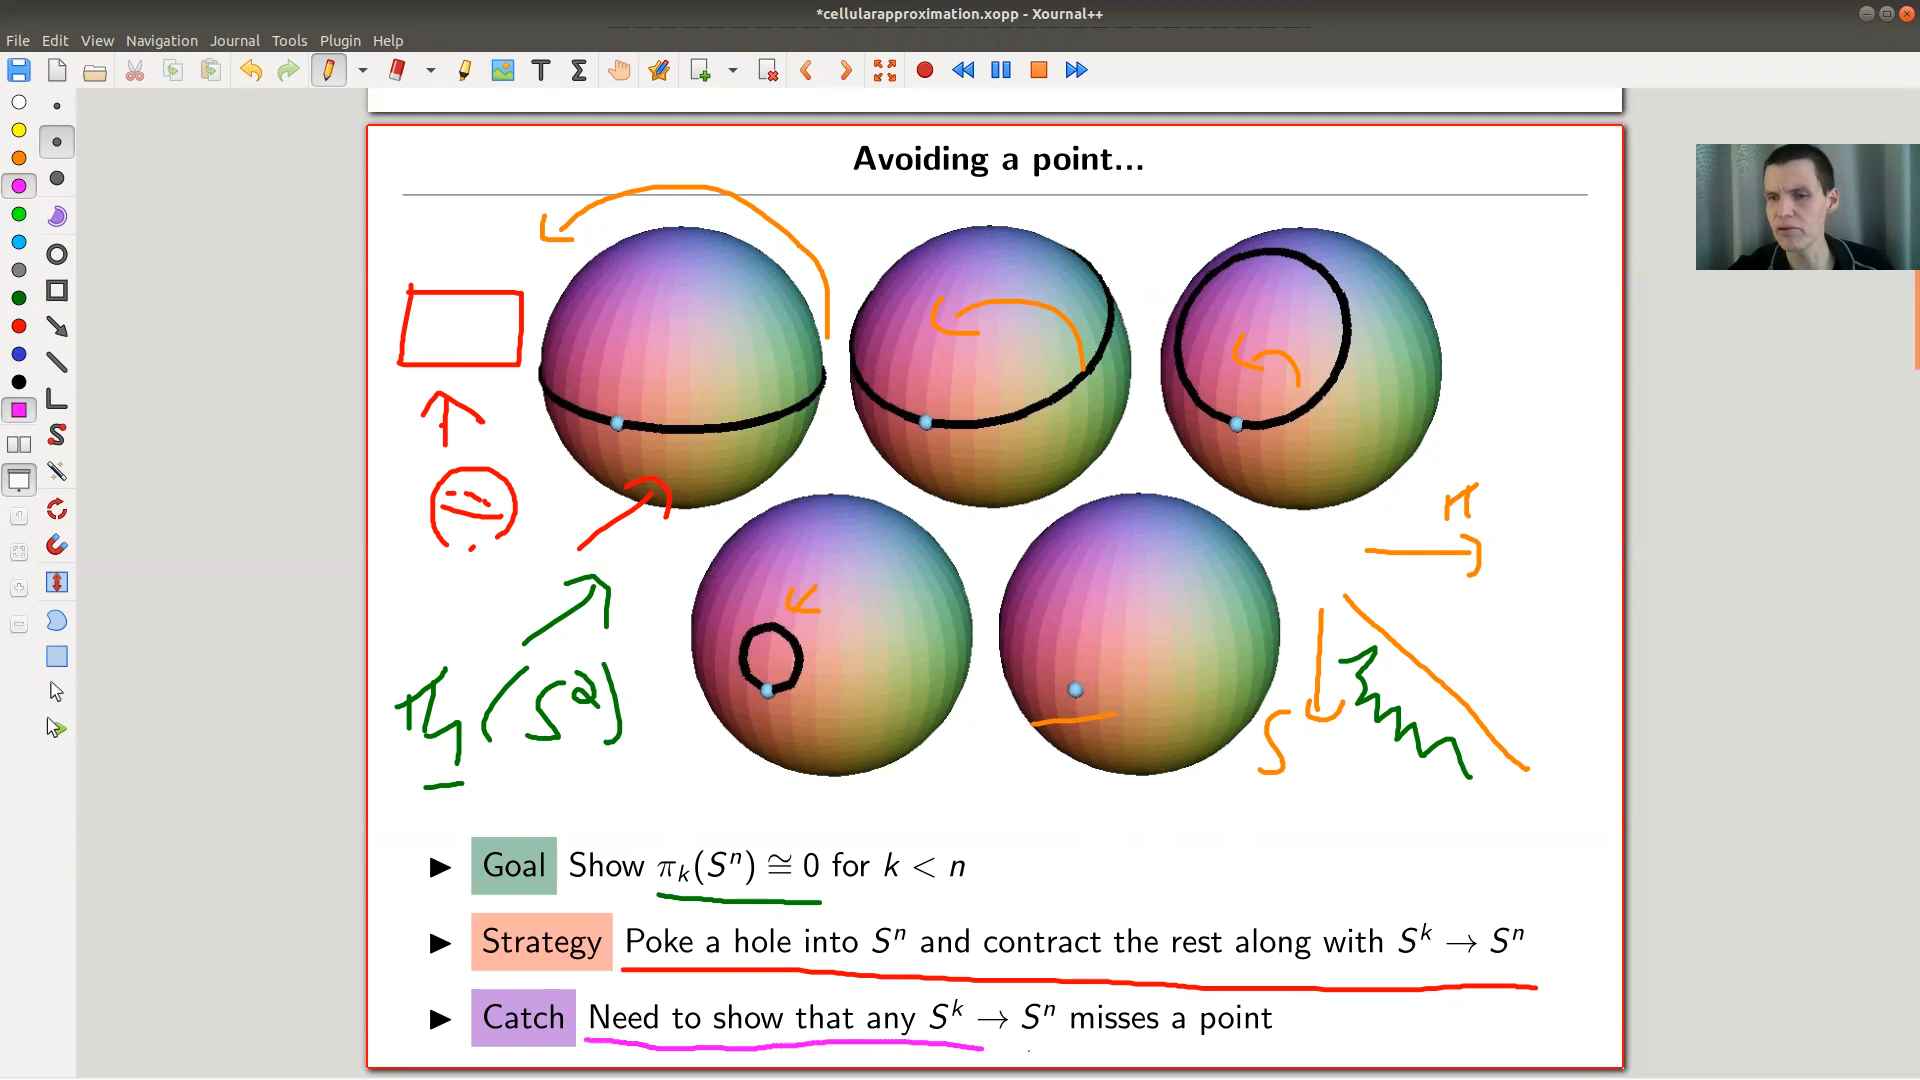 *cellularapproximation.xopp - Xournal++
File Edit View Navigation Journal Tools Plugin Help
Avoiding a point...
π
S
π₁ (S²)
► Goal Show πₖ(Sⁿ) ≅ 0 for k < n
► Strategy Poke a hole into Sⁿ and contract the rest along with Sᵏ → Sⁿ
► Catch Need to show that any Sᵏ → Sⁿ misses a point